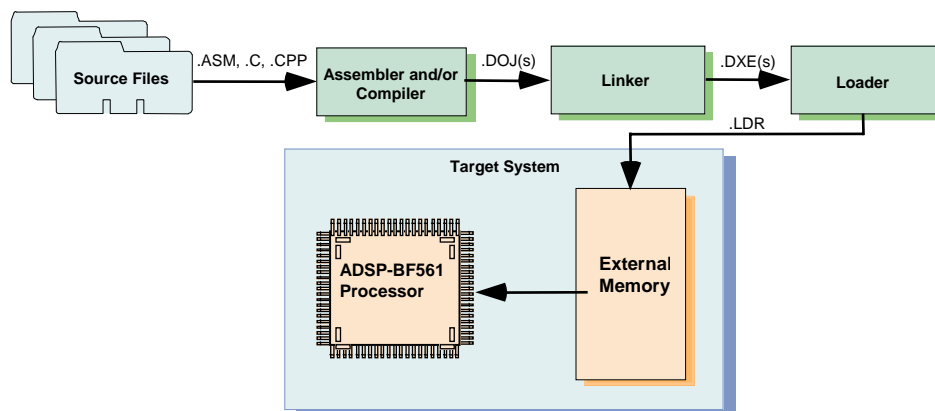 Source Files
.ASM, .C, .CPP
Assembler and/or
Compiler
.DOJ(s)
Linker
.DXE(s)
Loader
.LDR
Target System
ADSP-BF561
Processor
External
Memory